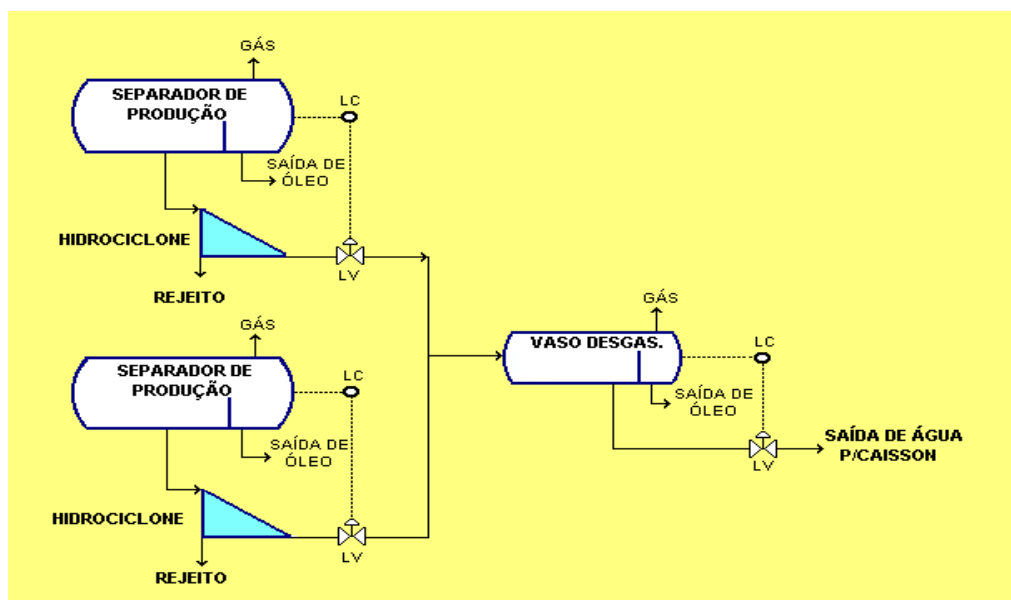 GÁS
SEPARADOR DE
PRODUÇÃO
LC
SAÍDA DE
ÓLEO
HIDROCICLONE
LV
REJEITO
GÁS
SEPARADOR DE
PRODUÇÃO
LC
SAÍDA DE
ÓLEO
HIDROCICLONE
LV
REJEITO
GÁS
VASO DESGAS.
LC
SAÍDA DE
ÓLEO
LV
SAÍDA DE ÁGUA
P/CAISSON